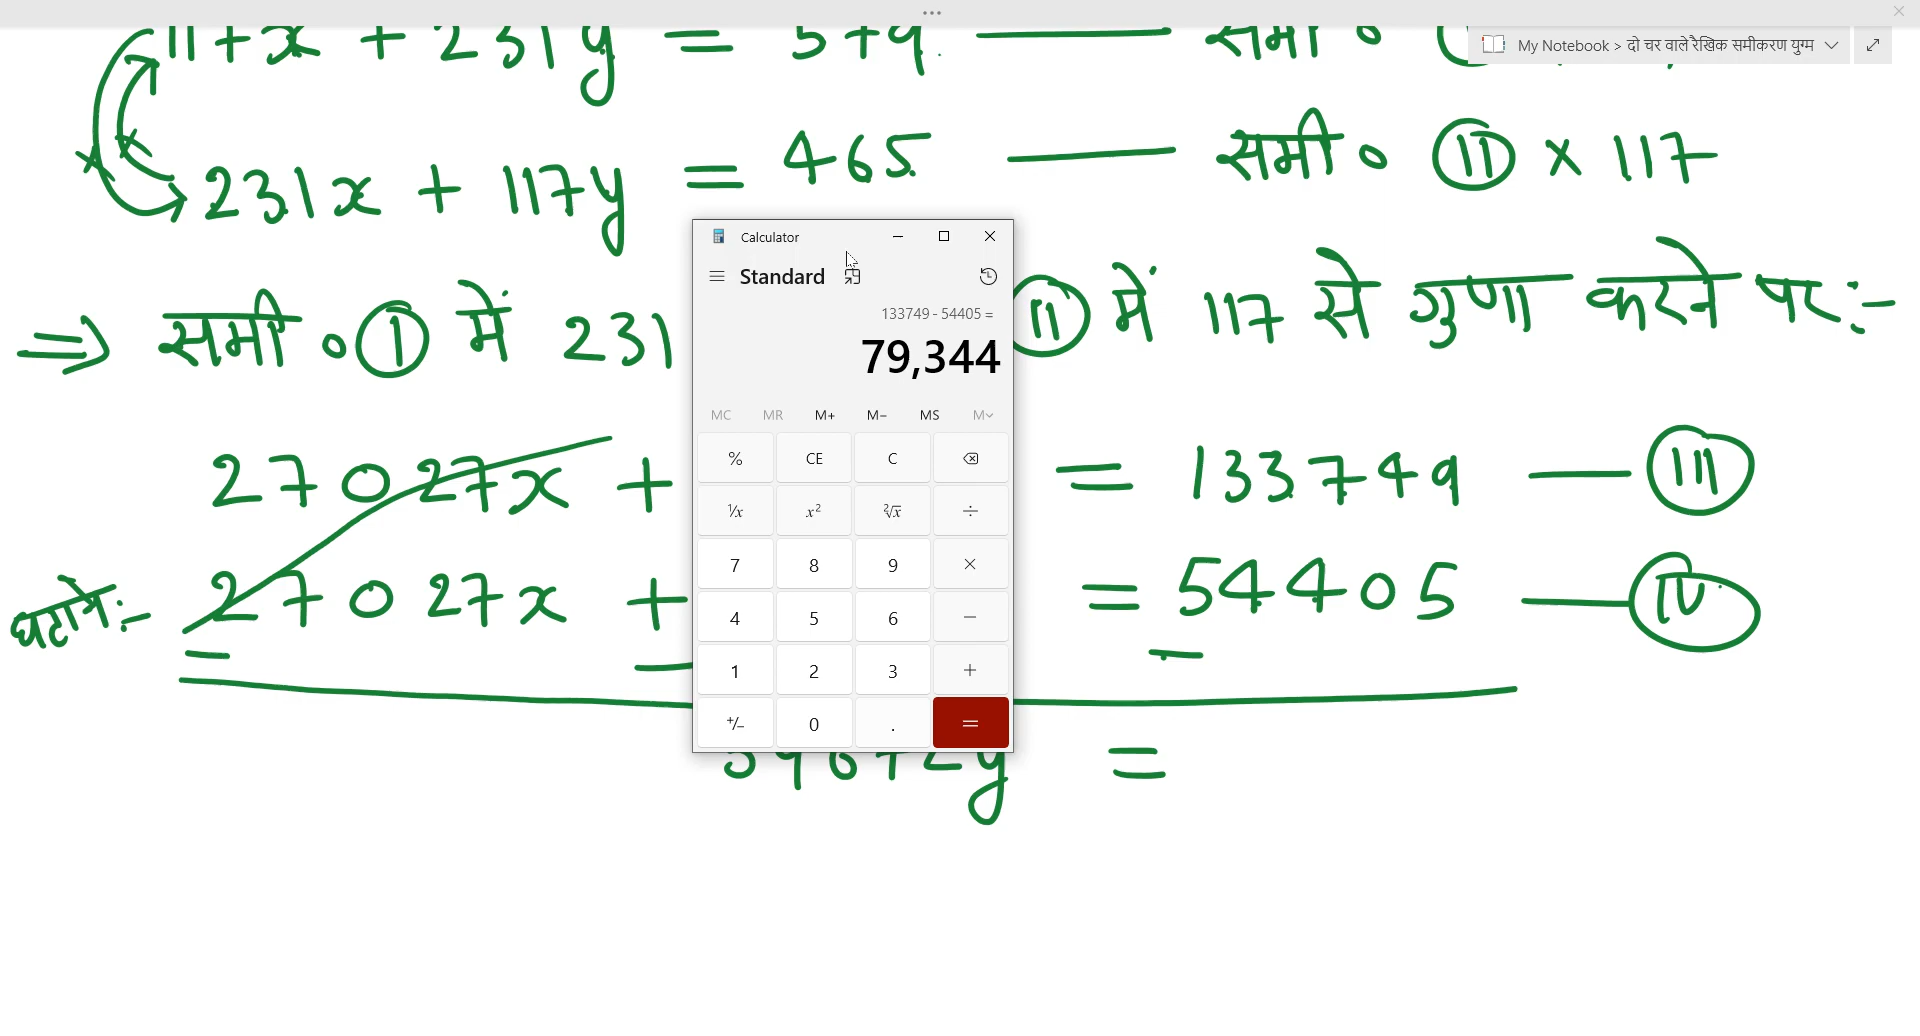 My Notebook > दो चर वाले रैखिक समीकरण युग्म
117x + 231y = 579 — समी०
231x + 117y = 465 — समी० II × 117
Calculator
Standard
133749 - 54405 =
79,344
MC MR M+ M− MS M˅
% CE C ⌫
⅟x x² ²√x ÷
7 8 9 ×
4 5 6 −
1 2 3 +
+/− 0 . =
⇒ समी० I में 231 II में 117 से गुणा करने पर:-
27027x + = 133749 — III
घटाने:- 27027x + = 54405 — IV
− − −
39672y =